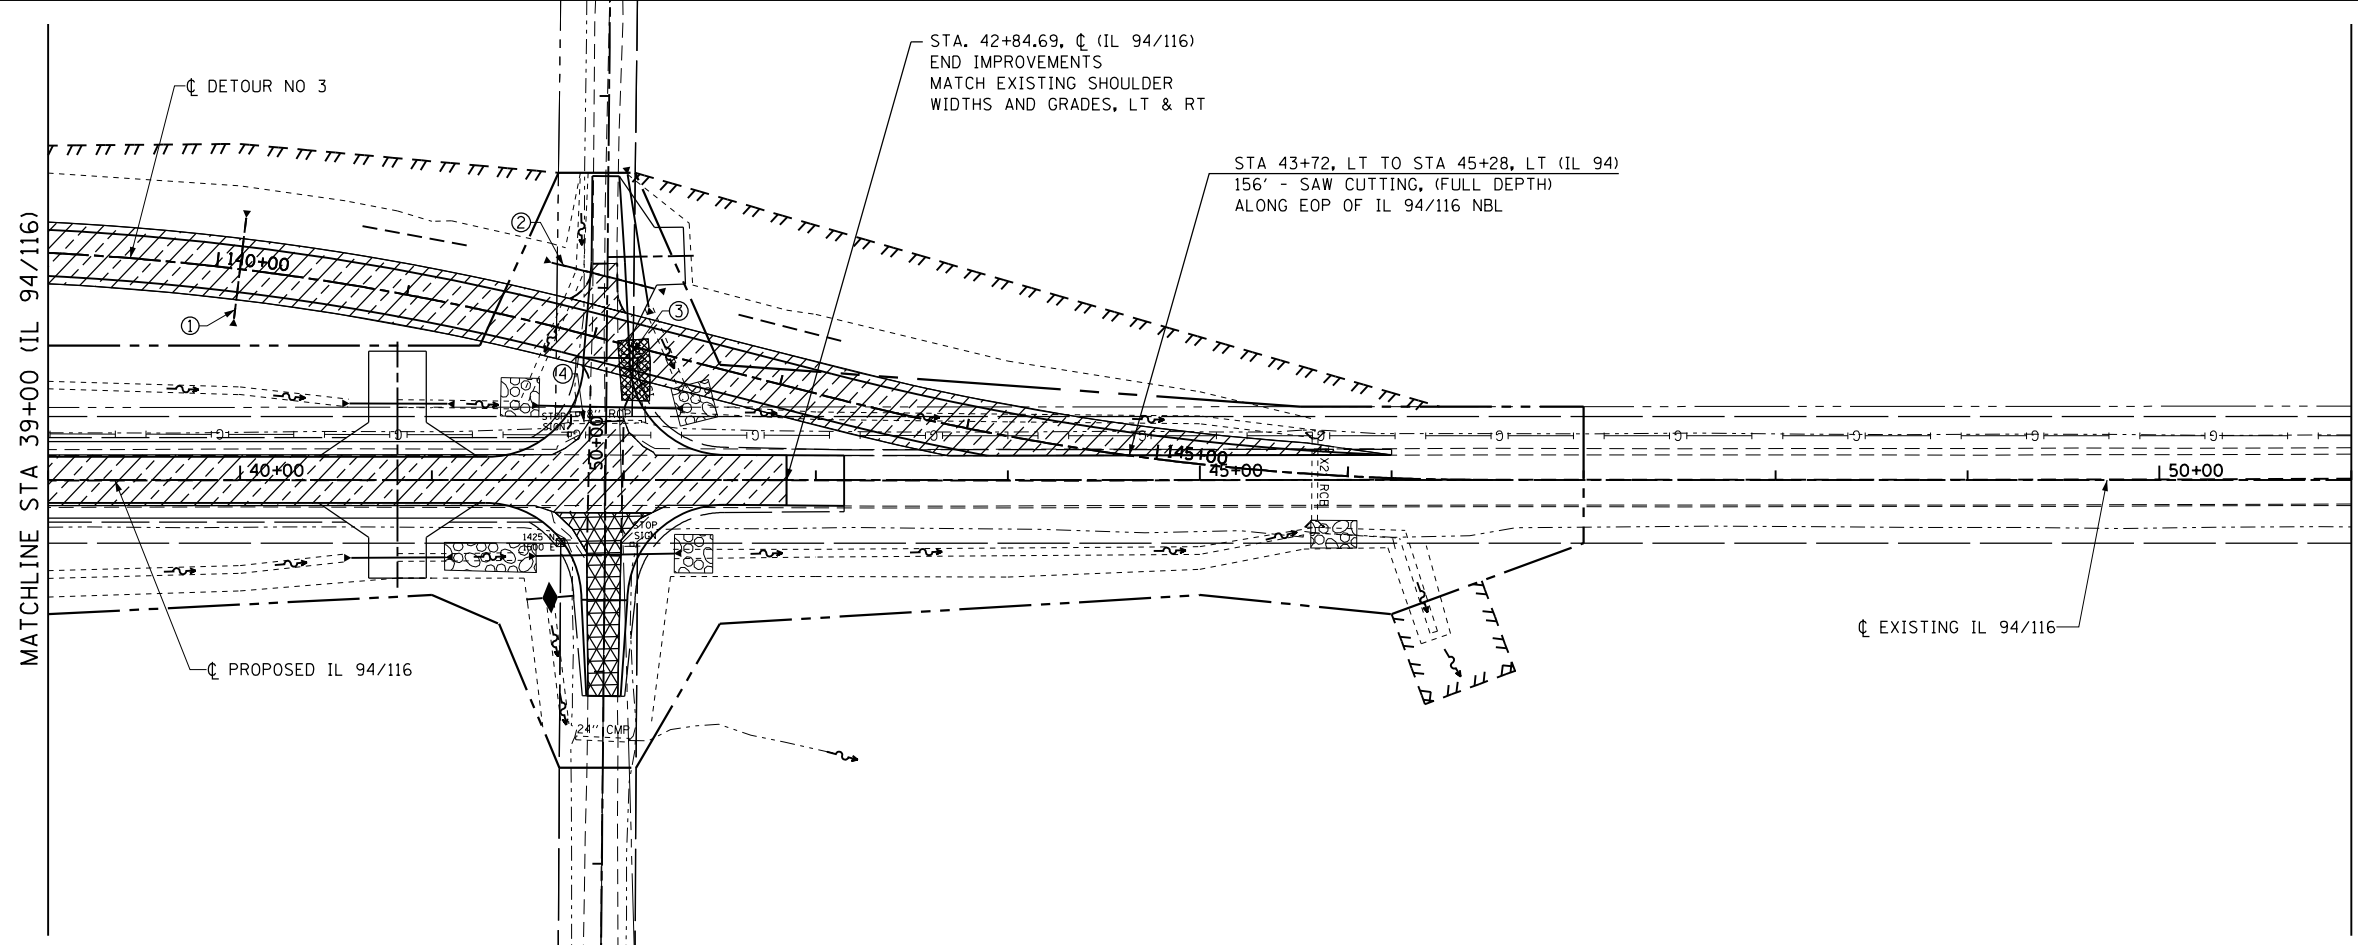 STA. 42+84.69, ℄ (IL 94/116)
END IMPROVEMENTS
MATCH EXISTING SHOULDER
WIDTHS AND GRADES, LT & RT
℄ DETOUR NO 3
STA 43+72, LT TO STA 45+28, LT (IL 94)
156' - SAW CUTTING, (FULL DEPTH)
ALONG EOP OF IL 94/116 NBL
MATCHLINE STA 39+00 (IL 94/116)
2
140+00
3
1
14
STOP
SIGN
RCP
50+00
145+00
40+00
45+00
50+00
RCB
STOP
SIGN
1425 N
1600 E
℄ EXISTING IL 94/116
℄ PROPOSED IL 94/116
24" CMP
G G G G G G G G G G